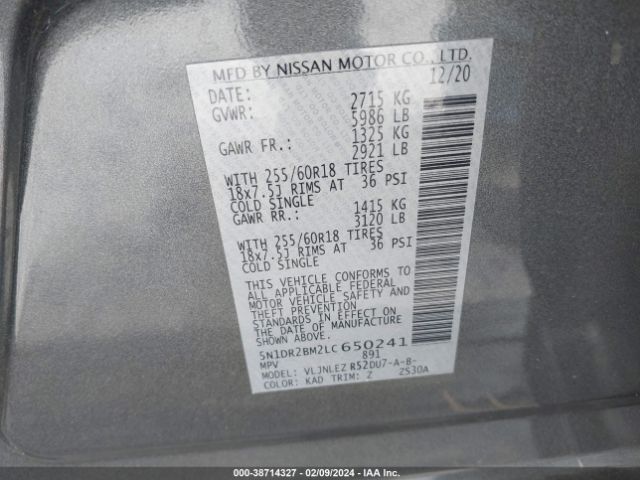 MFD BY NISSAN MOTOR CO., LTD.
DATE: 12/20
GVWR: 2715 KG
5986 LB
GAWR FR.: 1325 KG
2921 LB
WITH 255/60R18 TIRES
18x7.5J RIMS AT 36 PSI
COLD SINGLE
GAWR RR.: 1415 KG
3120 LB
WITH 255/60R18 TIRES
18x7.5J RIMS AT 36 PSI
COLD SINGLE
THIS VEHICLE CONFORMS TO
ALL APPLICABLE FEDERAL
MOTOR VEHICLE SAFETY AND
THEFT PREVENTION
STANDARDS IN EFFECT ON
THE DATE OF MANUFACTURE
5N1DR2BM2LC650241
MPV 891
MODEL: VLJNLEZ R52DU7-A-B-
COLOR: KAD TRIM: Z ZS30A
000-38714327 - 02/09/2024 - IAA Inc.